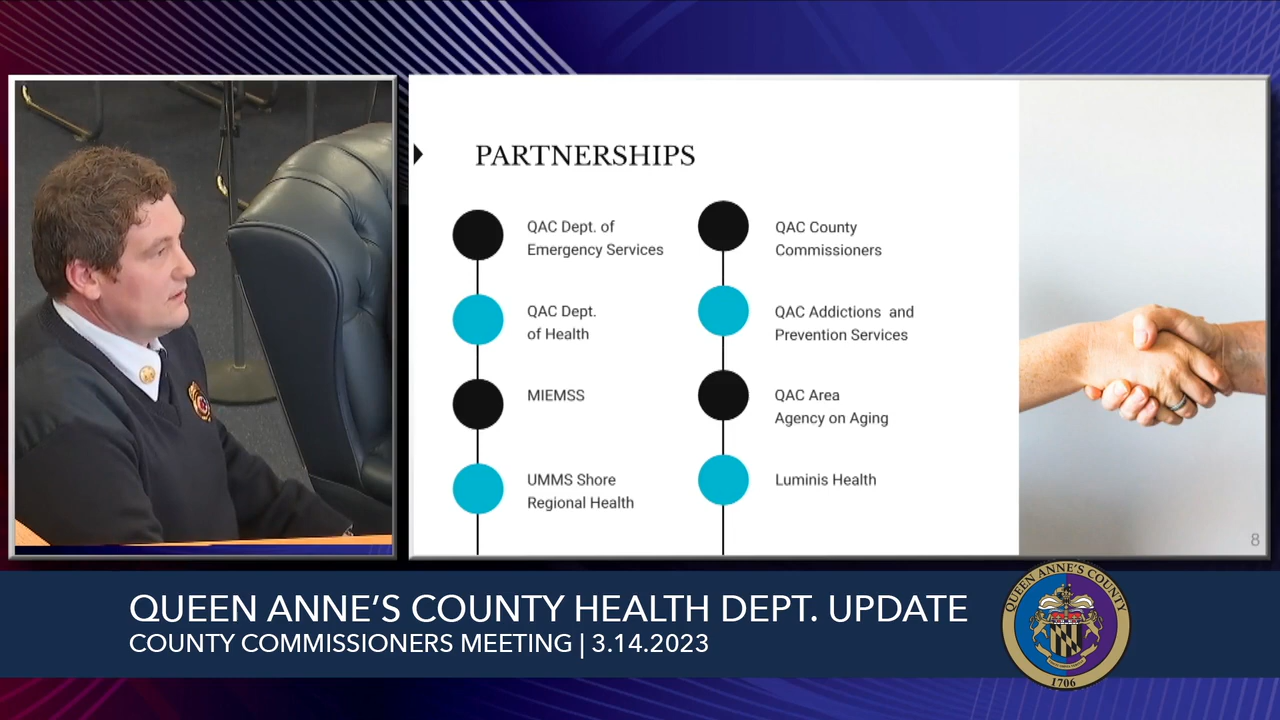 PARTNERSHIPS
QAC Dept. of
Emergency Services
QAC Dept.
of Health
MIEMSS
UMMS Shore
Regional Health
QAC County
Commissioners
QAC Addictions and
Prevention Services
QAC Area
Agency on Aging
Luminis Health
8
QUEEN ANNE'S COUNTY HEALTH DEPT. UPDATE
COUNTY COMMISSIONERS MEETING | 3.14.2023
QUEEN ANNE'S COUNTY
1706